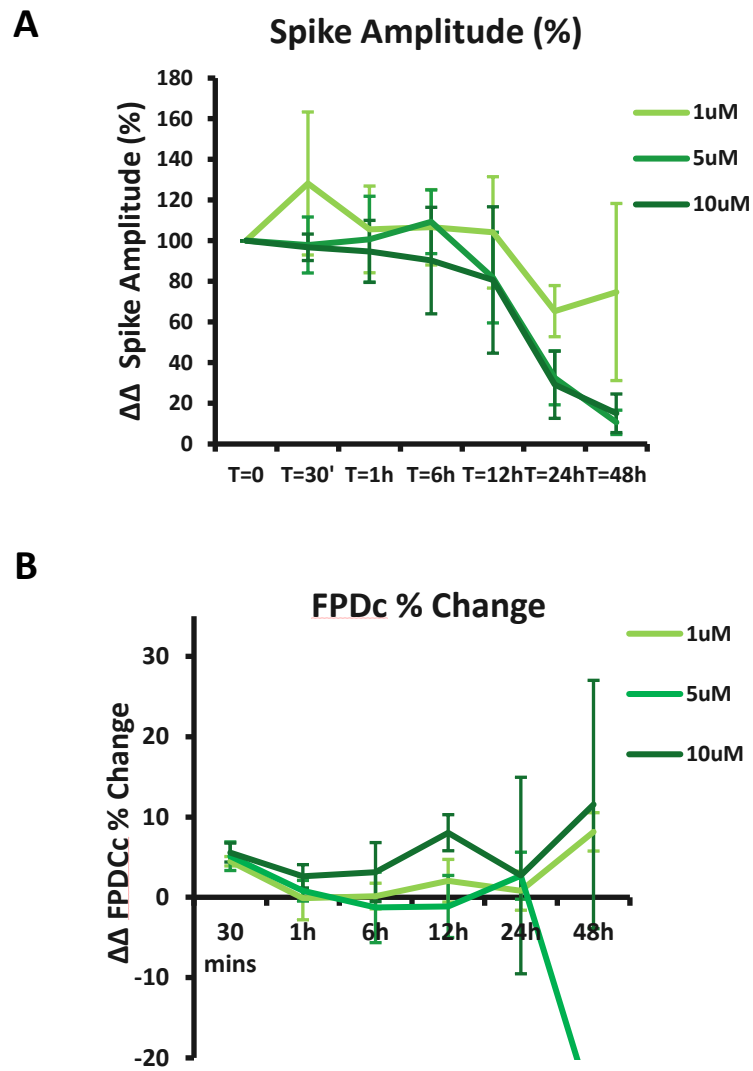 A
Spike Amplitude (%)
ΔΔ Spike Amplitude (%)
180
160
140
120
100
80
60
40
20
0
T=0 T=30' T=1h T=6h T=12h T=24h T=48h
1uM
5uM
10uM
B
FPDc % Change
ΔΔ FPDCc % Change
30
20
10
0
-10
-20
30 mins
1h
6h
12h
24h
48h
1uM
5uM
10uM